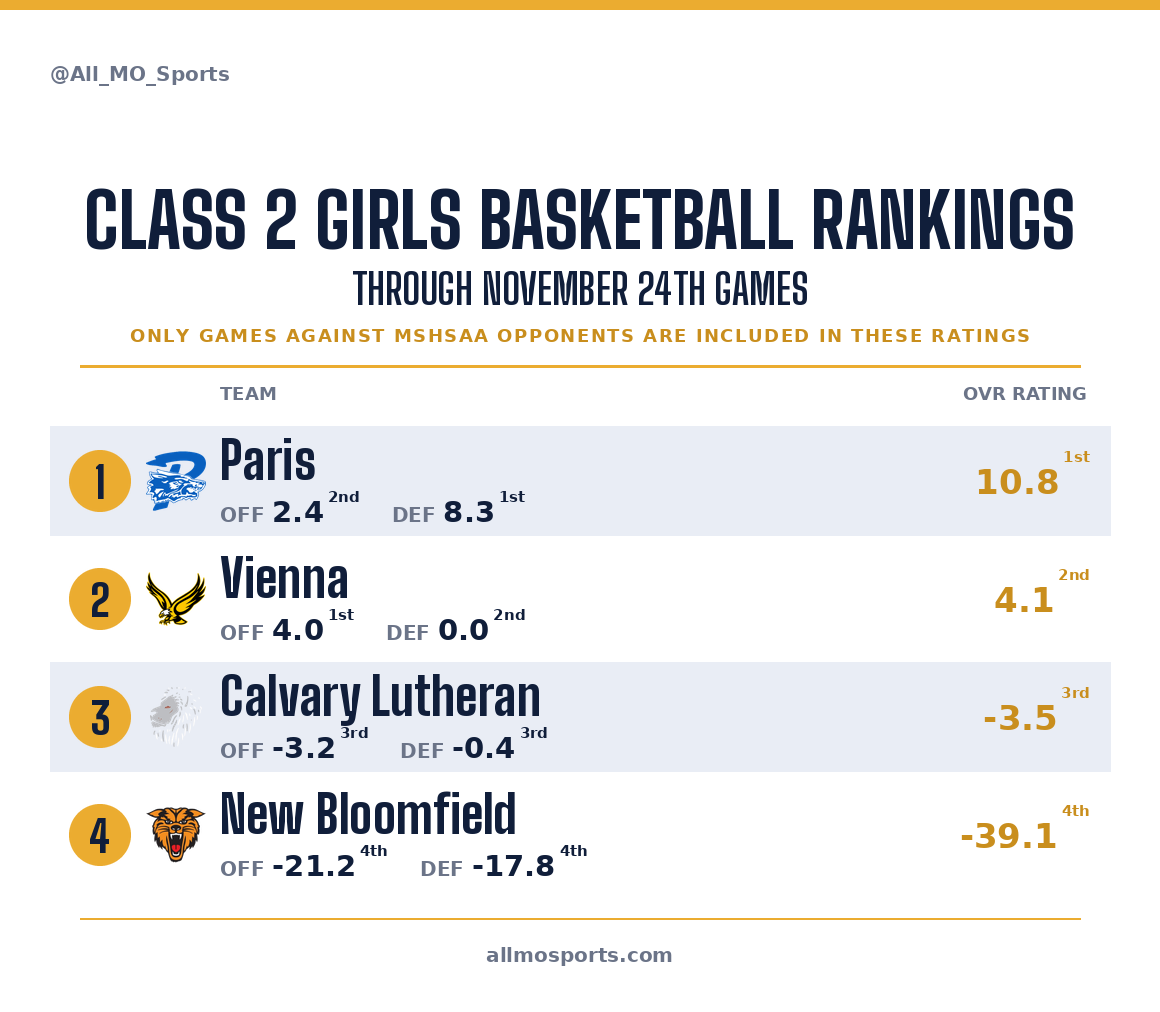 @All_MO_Sports
CLASS 2 GIRLS BASKETBALL RANKINGS
THROUGH NOVEMBER 24TH GAMES
ONLY GAMES AGAINST MSHSAA OPPONENTS ARE INCLUDED IN THESE RATINGS
TEAM OVR RATING
1 Paris 10.8 1st
OFF 2.4 2nd DEF 8.3 1st
2 Vienna 4.1 2nd
OFF 4.0 1st DEF 0.0 2nd
3 Calvary Lutheran -3.5 3rd
OFF -3.2 3rd DEF -0.4 3rd
4 New Bloomfield -39.1 4th
OFF -21.2 4th DEF -17.8 4th
allmosports.com